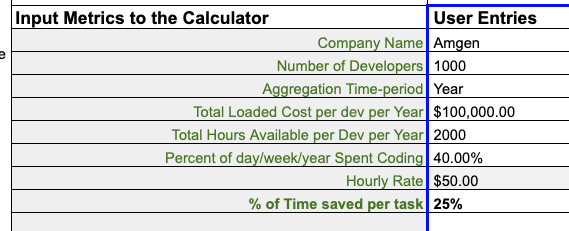 Input Metrics to the Calculator User Entries
Company Name Amgen
e
Number of Developers 1000
Aggregation Time-period Year
Total Loaded Cost per dev per Year $100,000.00
Total Hours Available per Dev per Year 2000
Percent of day/week/year Spent Coding 40.00%
Hourly Rate $50.00
% of Time saved per task 25%